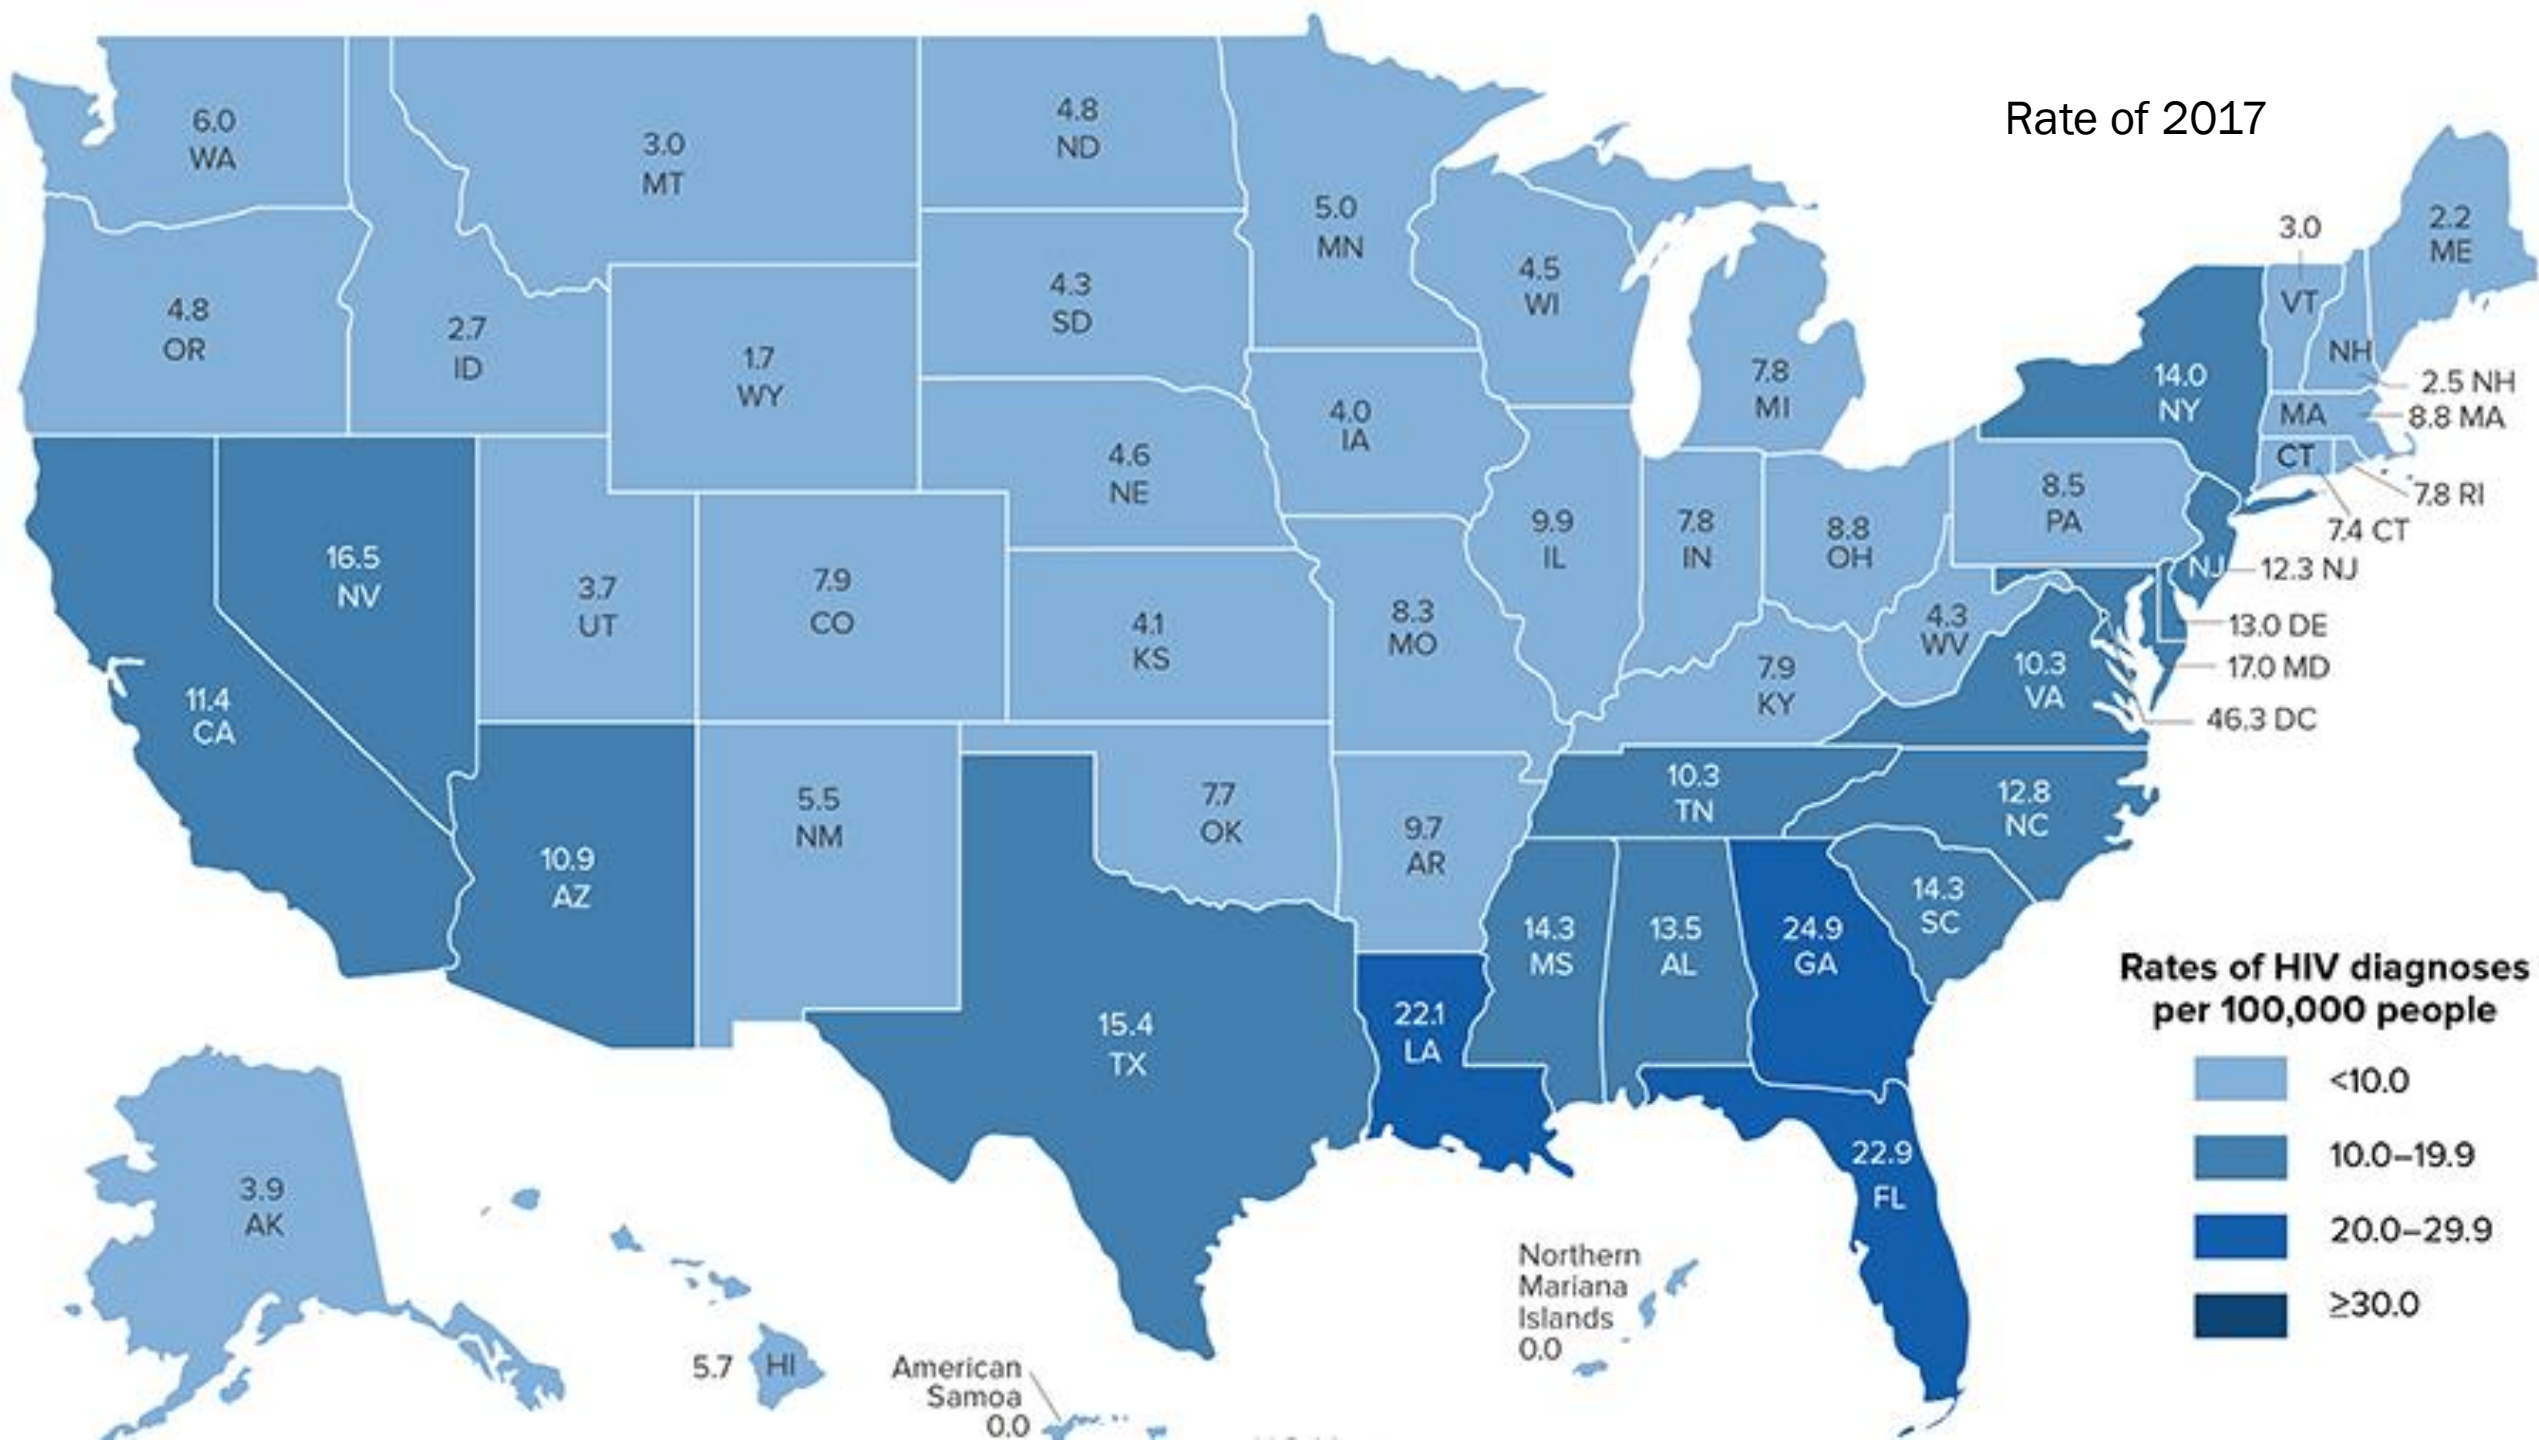 Rate of 2017
6.0
WA
3.0
MT
4.8
ND
5.0
MN
4.5
WI
2.2
ME
3.0
VT
4.8
OR
2.7
ID
1.7
WY
4.3
SD
7.8
MI
14.0
NY
NH
2.5 NH
MA
8.8 MA
CT
7.8 RI
7.4 CT
4.0
IA
4.6
NE
8.5
PA
NJ
12.3 NJ
13.0 DE
17.0 MD
46.3 DC
16.5
NV
3.7
UT
7.9
CO
4.1
KS
8.3
MO
9.9
IL
7.8
IN
8.8
OH
4.3
WV
10.3
VA
7.9
KY
11.4
CA
10.9
AZ
5.5
NM
7.7
OK
9.7
AR
10.3
TN
12.8
NC
14.3
SC
14.3
MS
13.5
AL
24.9
GA
15.4
TX
22.1
LA
22.9
FL
3.9
AK
5.7 HI
American
Samoa
0.0
Northern
Mariana
Islands
0.0
Rates of HIV diagnoses
per 100,000 people
<10.0
10.0–19.9
20.0–29.9
≥30.0